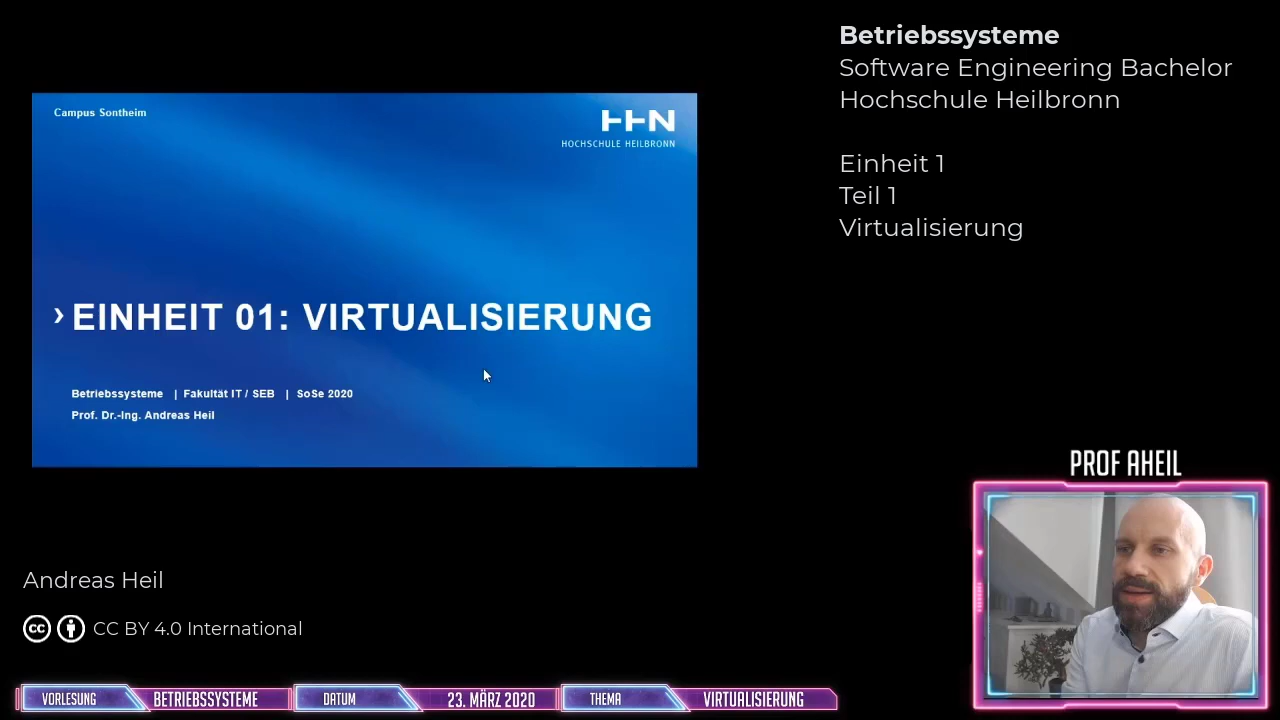 Betriebssysteme
Software Engineering Bachelor
Hochschule Heilbronn
Einheit 1
Teil 1
Virtualisierung
Campus Sontheim
HHN
HOCHSCHULE HEILBRONN
› EINHEIT 01: VIRTUALISIERUNG
Betriebssysteme | Fakultät IT / SEB | SoSe 2020
Prof. Dr.-Ing. Andreas Heil
PROF AHEIL
Andreas Heil
cc CC BY 4.0 International
VORLESUNG BETRIEBSSYSTEME DATUM 23. MÄRZ 2020 THEMA VIRTUALISIERUNG